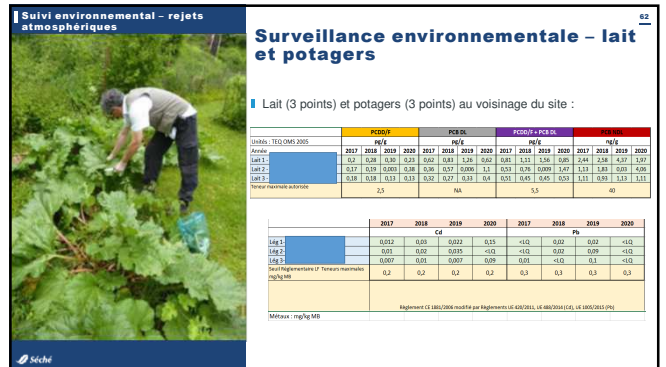 Suivi environnemental – rejets
atmosphériques
62
Surveillance environnementale – lait
et potagers
Lait (3 points) et potagers (3 points) au voisinage du site :
PCDD/F PCB DL PCDD/F + PCB DL
Unités : TEQ OMS 2005 pg/g pg/g pg/g ng/g
Année 2017 2018 2019 2020 2017 2018 2019 2020 2017 2018 2019 2020 2017 2018 2019 2020
Lait 1 - 0,2 0,28 0,30 0,23 0,62 0,83 1,26 0,62 0,81 1,11 1,56 0,85 2,44 2,58 4,37 1,97
Lait 2 - 0,17 0,19 0,003 0,38 0,36 0,57 0,006 1,1 0,53 0,76 0,009 1,47 1,13 1,83 0,03 4,06
Lait 3 - 0,18 0,18 0,13 0,13 0,32 0,27 0,33 0,4 0,51 0,45 0,45 0,53 1,11 0,93 1,13 1,11
Teneur maximale autorisée 2,5 NA 5,5 40
2017 2018 2019 2020 2017 2018 2019 2020
Cd Pb
Lég 1- 0,012 0,03 0,022 0,15 <LQ 0,02 0,02 <LQ
Lég 2- 0,01 0,02 0,035 <LQ <LQ 0,02 0,09 <LQ
Lég 3- 0,007 0,01 0,007 0,09 0,01 <LQ 0,1 <LQ
Seuil Réglementaire LF Teneurs maximales
mg/kg MB 0,2 0,2 0,2 0,2 0,3 0,3 0,3 0,3
Règlement CE 1881/2006 modifié par Règlements UE 420/2011, UE 488/2014 (Cd), UE 1005/2015 (Pb)
Métaux : mg/kg MB
Séché